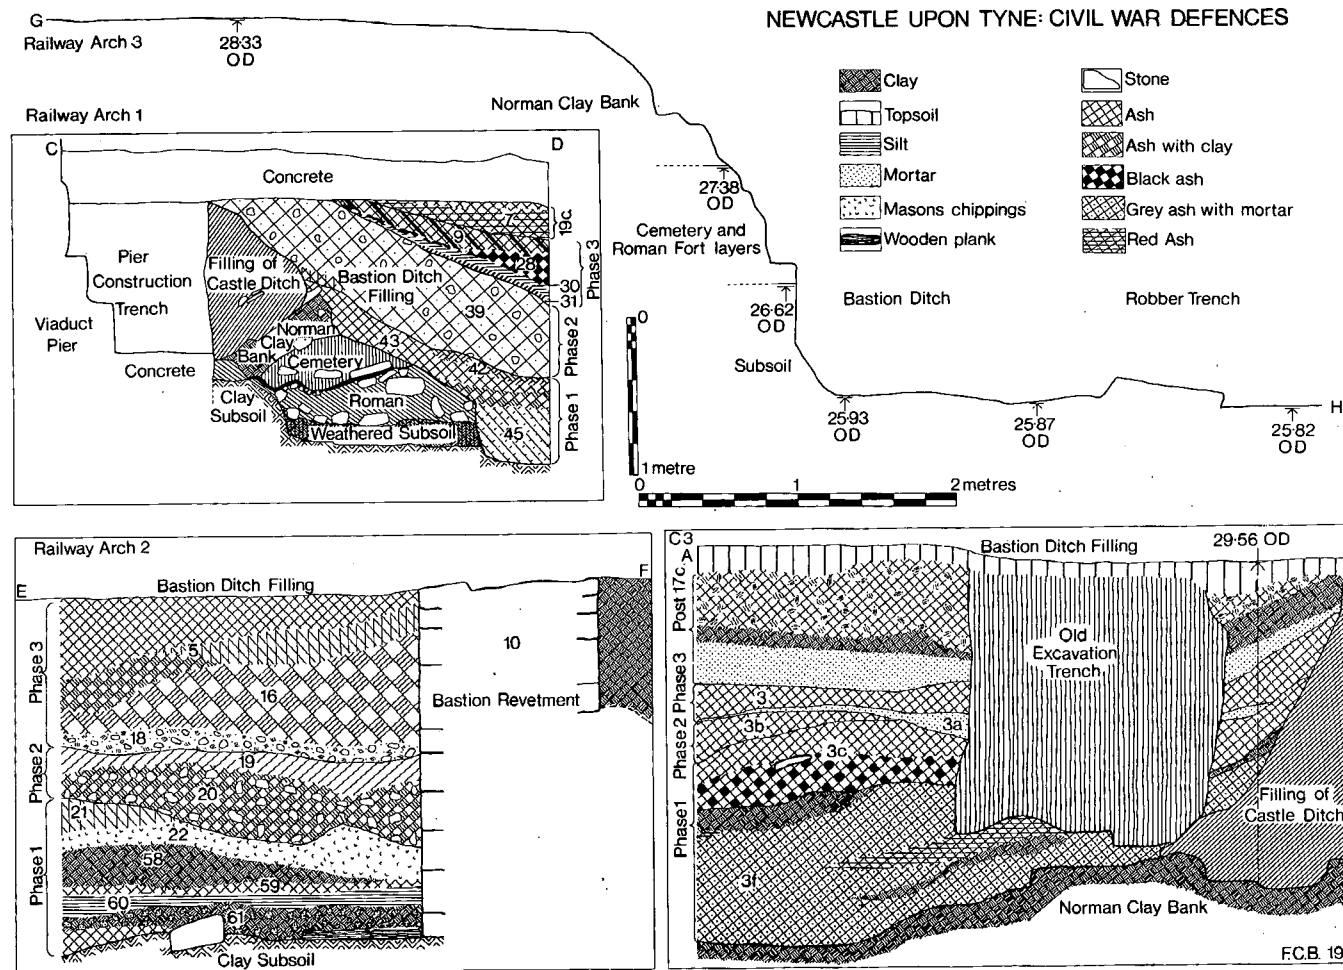 NEWCASTLE UPON TYNE: CIVIL WAR DEFENCES
G
Railway Arch 3
28·33
OD
Norman Clay Bank
27·38
OD
Cemetery and
Roman Fort layers
26·62
OD
Subsoil
Bastion Ditch
Robber Trench
25·93
OD
25·87
OD
25·82
OD
H
Clay
Topsoil
Silt
Mortar
Masons chippings
Wooden plank
Stone
Ash
Ash with clay
Black ash
Grey ash with mortar
Red Ash
0
1 metre
0
1
2 metres
Railway Arch 1
C
D
Concrete
Pier
Construction
Trench
Viaduct
Pier
Concrete
Filling of
Castle Ditch
Bastion Ditch
Filling
7
9
28
30
31
39
43
42
45
Norman
Clay
Bank
Cemetery
Roman
Clay
Subsoil
Weathered Subsoil
19c.
Phase 3
Phase 2
Phase 1
Railway Arch 2
E
F
Bastion Ditch Filling
Phase 3
Phase 2
Phase 1
5
16
18
19
20
21
22
58
59
60
61
Clay Subsoil
10
Bastion Revetment
C3
A
Bastion Ditch Filling
29·56 OD
Post 17c.
Phase 3
Phase 2
Phase 1
3
3b
3a
3c
3f
Old
Excavation
Trench
Filling of
Castle Ditch
Norman Clay Bank
F.C.B. 19